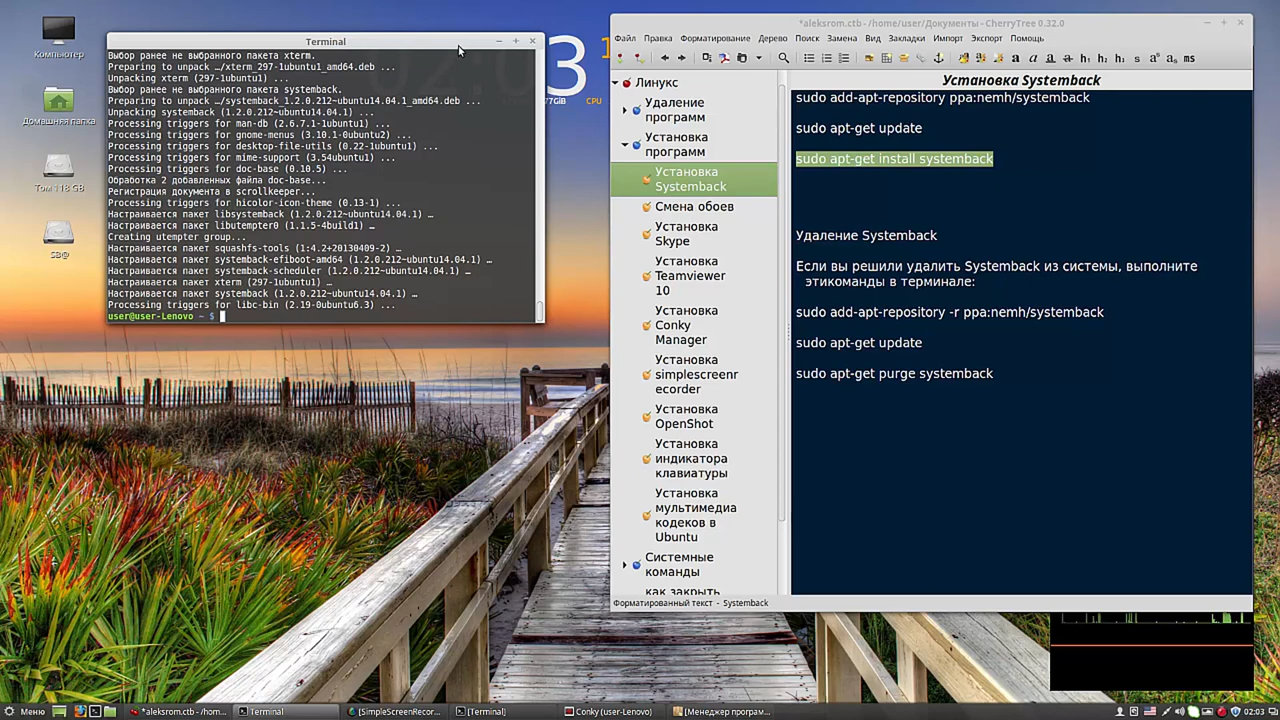 Компьютер
Домашняя папка
Том 118 GB
SB@
Terminal
Выбор ранее не выбранного пакета xterm.
Preparing to unpack .../xterm_297-1ubuntu1_amd64.deb ...
Unpacking xterm (297-1ubuntu1) ...
Выбор ранее не выбранного пакета systemback.
Preparing to unpack .../systemback_1.2.0.212~ubuntu14.04.1_amd64.deb ...
Unpacking systemback (1.2.0.212~ubuntu14.04.1) ...
Processing triggers for man-db (2.6.7.1-1ubuntu1) ...
Processing triggers for gnome-menus (3.10.1-0ubuntu2) ...
Processing triggers for desktop-file-utils (0.22-1ubuntu1) ...
Processing triggers for mime-support (3.54ubuntu1) ...
Processing triggers for doc-base (0.10.5) ...
Обработка 2 добавленных файла doc-base...
Регистрация документа в scrollkeeper...
Processing triggers for hicolor-icon-theme (0.13-1) ...
Настраивается пакет libsystemback (1.2.0.212~ubuntu14.04.1) …
Настраивается пакет libutempter0 (1.1.5-4build1) …
Creating utempter group...
Настраивается пакет squashfs-tools (1:4.2+20130409-2) …
Настраивается пакет systemback-efiboot-amd64 (1.2.0.212~ubuntu14.04.1) …
Настраивается пакет systemback-scheduler (1.2.0.212~ubuntu14.04.1) …
Настраивается пакет xterm (297-1ubuntu1) …
Настраивается пакет systemback (1.2.0.212~ubuntu14.04.1) …
Processing triggers for libc-bin (2.19-0ubuntu6.3) ...
user@user-Lenovo ~ $
3
77GiB CPU
*aleksrom.ctb - /home/user/Документы - CherryTree 0.32.0
Файл Правка Форматирование Дерево Поиск Замена Вид Закладки Импорт Экспорт Помощь
Линукс
Удаление
программ
Установка
программ
Установка
Systemback
Смена обоев
Установка
Skype
Установка
Teamviewer
10
Установка
Conky
Manager
Установка
simplescreenr
ecorder
Установка
OpenShot
Установка
индикатора
клавиатуры
Установка
мультимедиа
кодеков в
Ubuntu
Системные
команды
как закрыть
Установка Systemback
sudo add-apt-repository ppa:nemh/systemback
sudo apt-get update
sudo apt-get install systemback
Удаление Systemback
Если вы решили удалить Systemback из системы, выполните
этикоманды в терминале:
sudo add-apt-repository -r ppa:nemh/systemback
sudo apt-get update
sudo apt-get purge systemback
Форматированный текст - Systemback
Меню *aleksrom.ctb - /hom... Terminal [SimpleScreenRecor... [Terminal] Conky (user-Lenovo) [Менеджер програм... 02:03